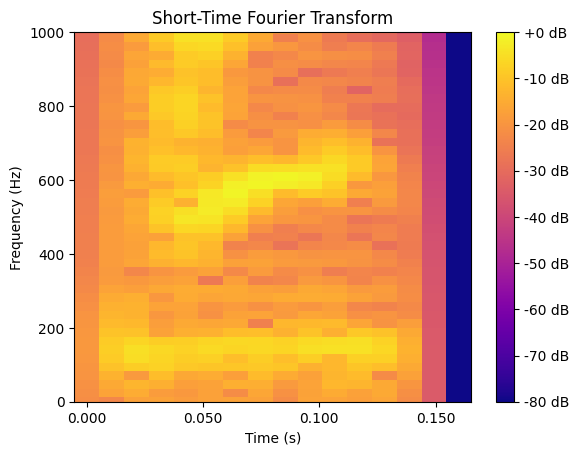 Short-Time Fourier Transform
1000
800
600
400
200
0
Frequency (Hz)
0.000
0.050
0.100
0.150
Time (s)
+0 dB
-10 dB
-20 dB
-30 dB
-40 dB
-50 dB
-60 dB
-70 dB
-80 dB